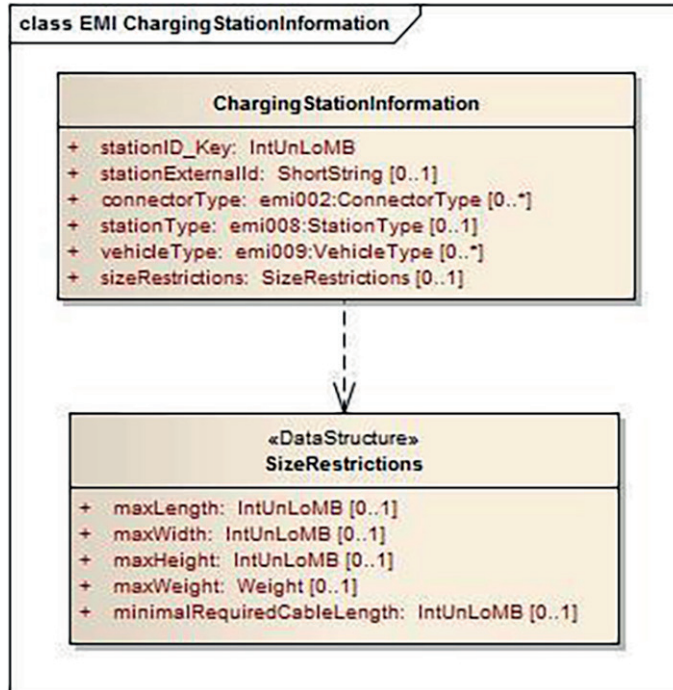 class EMI ChargingStationInformation
ChargingStationInformation
+ stationID_Key: IntUnLoMB
+ stationExternalId: ShortString [0..1]
+ connectorType: emi002:ConnectorType [0..*]
+ stationType: emi008:StationType [0..1]
+ vehicleType: emi009:VehicleType [0..*]
+ sizeRestrictions: SizeRestrictions [0..1]
«DataStructure»
SizeRestrictions
+ maxLength: IntUnLoMB [0..1]
+ maxWidth: IntUnLoMB [0..1]
+ maxHeight: IntUnLoMB [0..1]
+ maxWeight: Weight [0..1]
+ minimalRequiredCableLength: IntUnLoMB [0..1]